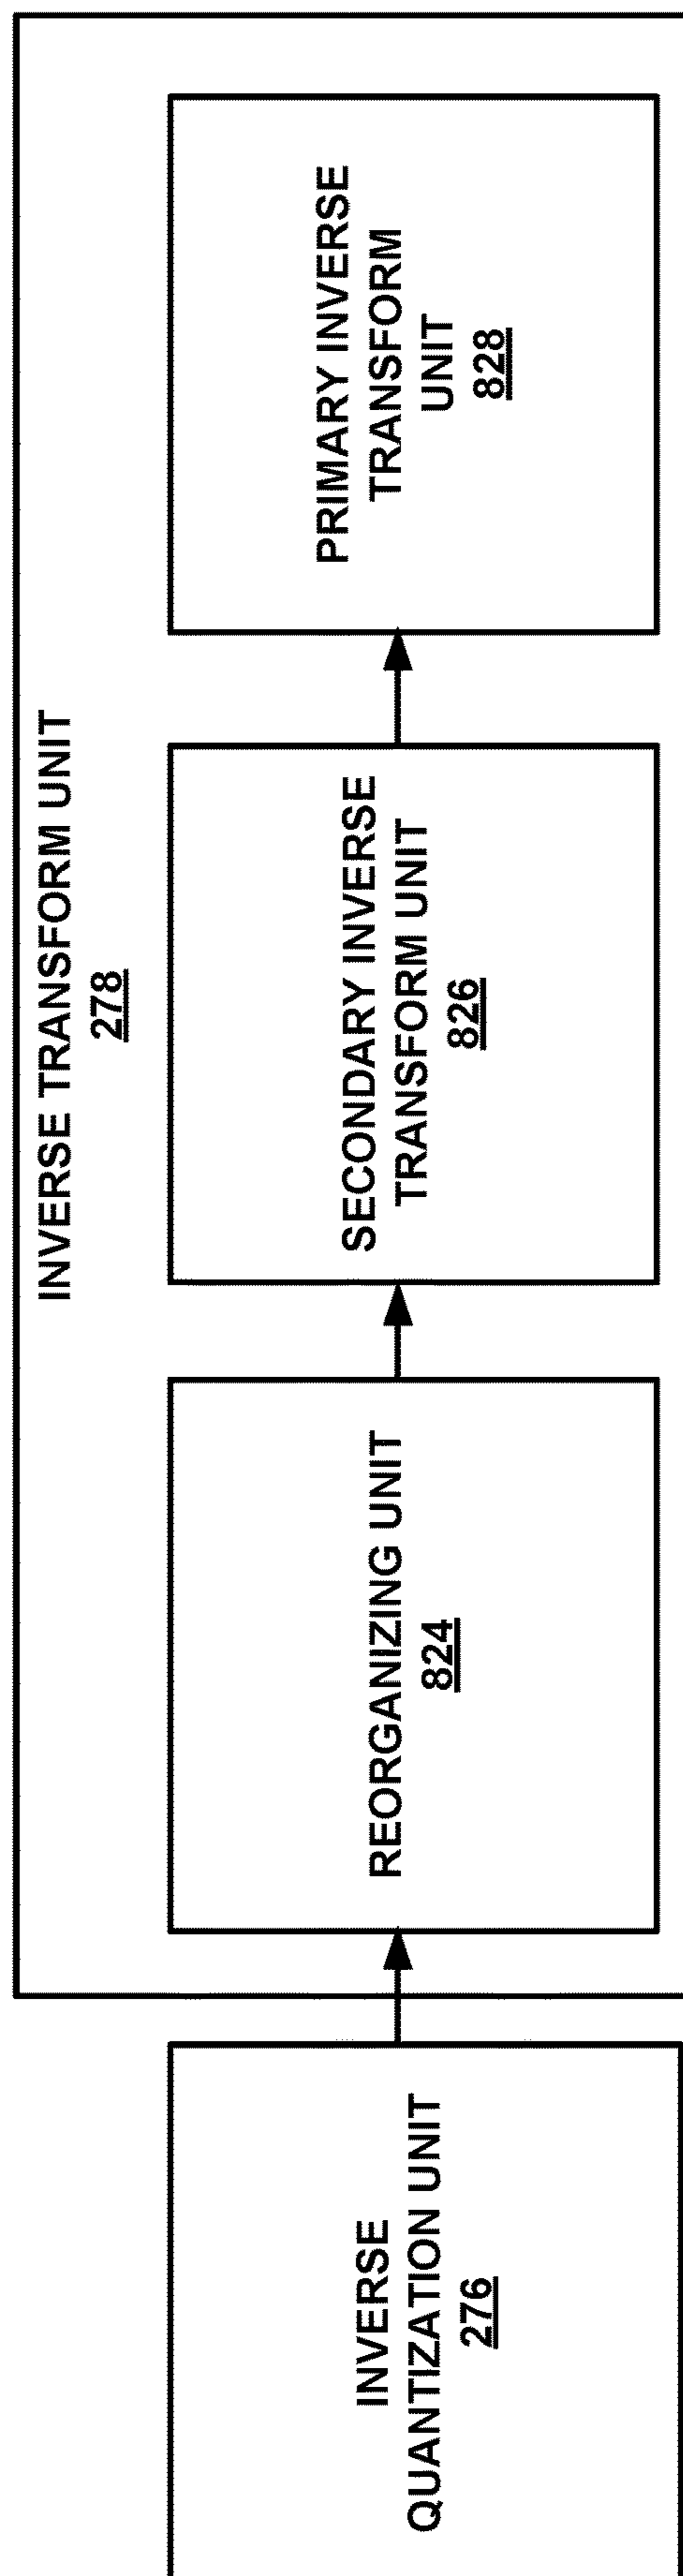 INVERSE TRANSFORM UNIT
278
INVERSE
QUANTIZATION UNIT
276
REORGANIZING UNIT
824
SECONDARY INVERSE
TRANSFORM UNIT
826
PRIMARY INVERSE
TRANSFORM
UNIT
828